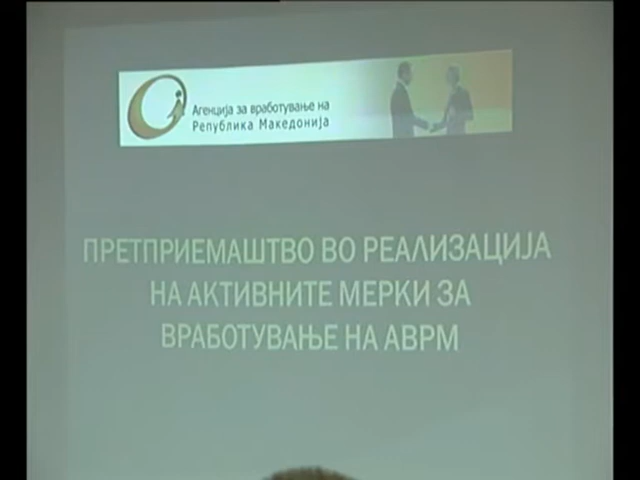 Агенција за вработување на
Република Македонија
ПРЕТПРИЕМАШТВО ВО РЕАЛИЗАЦИЈА
НА АКТИВНИТЕ МЕРКИ ЗА
ВРАБОТУВАЊЕ НА АВРМ